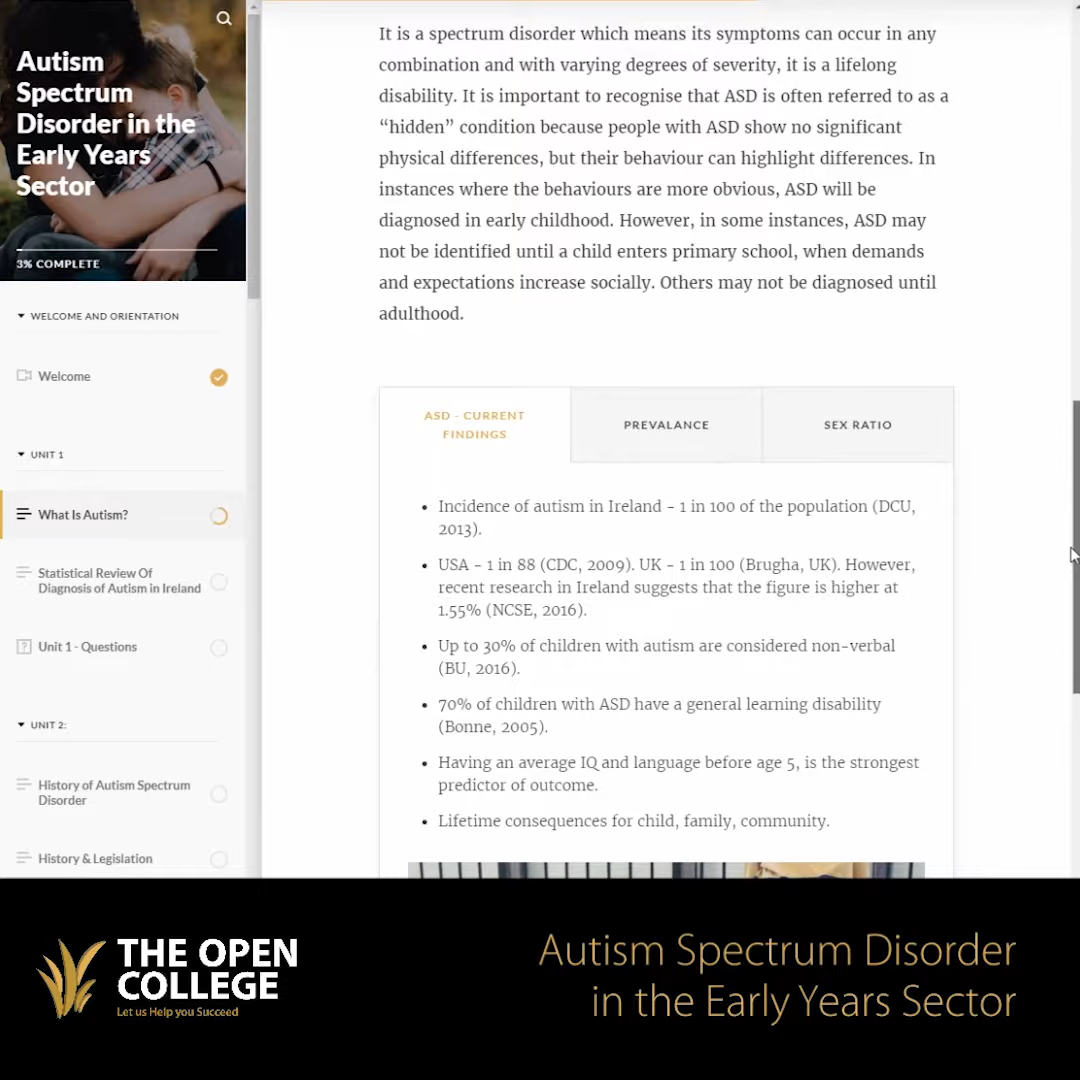 Autism
Spectrum
Disorder in the
Early Years
Sector
3% COMPLETE
WELCOME AND ORIENTATION
Welcome
UNIT 1
What Is Autism?
Statistical Review Of
Diagnosis of Autism in Ireland
Unit 1 - Questions
UNIT 2:
History of Autism Spectrum
Disorder
History & Legislation
It is a spectrum disorder which means its symptoms can occur in any
combination and with varying degrees of severity, it is a lifelong
disability. It is important to recognise that ASD is often referred to as a
“hidden” condition because people with ASD show no significant
physical differences, but their behaviour can highlight differences. In
instances where the behaviours are more obvious, ASD will be
diagnosed in early childhood. However, in some instances, ASD may
not be identified until a child enters primary school, when demands
and expectations increase socially. Others may not be diagnosed until
adulthood.
ASD - CURRENT
FINDINGS
PREVALANCE
SEX RATIO
• Incidence of autism in Ireland - 1 in 100 of the population (DCU,
2013).
• USA - 1 in 88 (CDC, 2009). UK - 1 in 100 (Brugha, UK). However,
recent research in Ireland suggests that the figure is higher at
1.55% (NCSE, 2016).
• Up to 30% of children with autism are considered non-verbal
(BU, 2016).
• 70% of children with ASD have a general learning disability
(Bonne, 2005).
• Having an average IQ and language before age 5, is the strongest
predictor of outcome.
• Lifetime consequences for child, family, community.
THE OPEN
COLLEGE
Let us Help you Succeed
Autism Spectrum Disorder
in the Early Years Sector